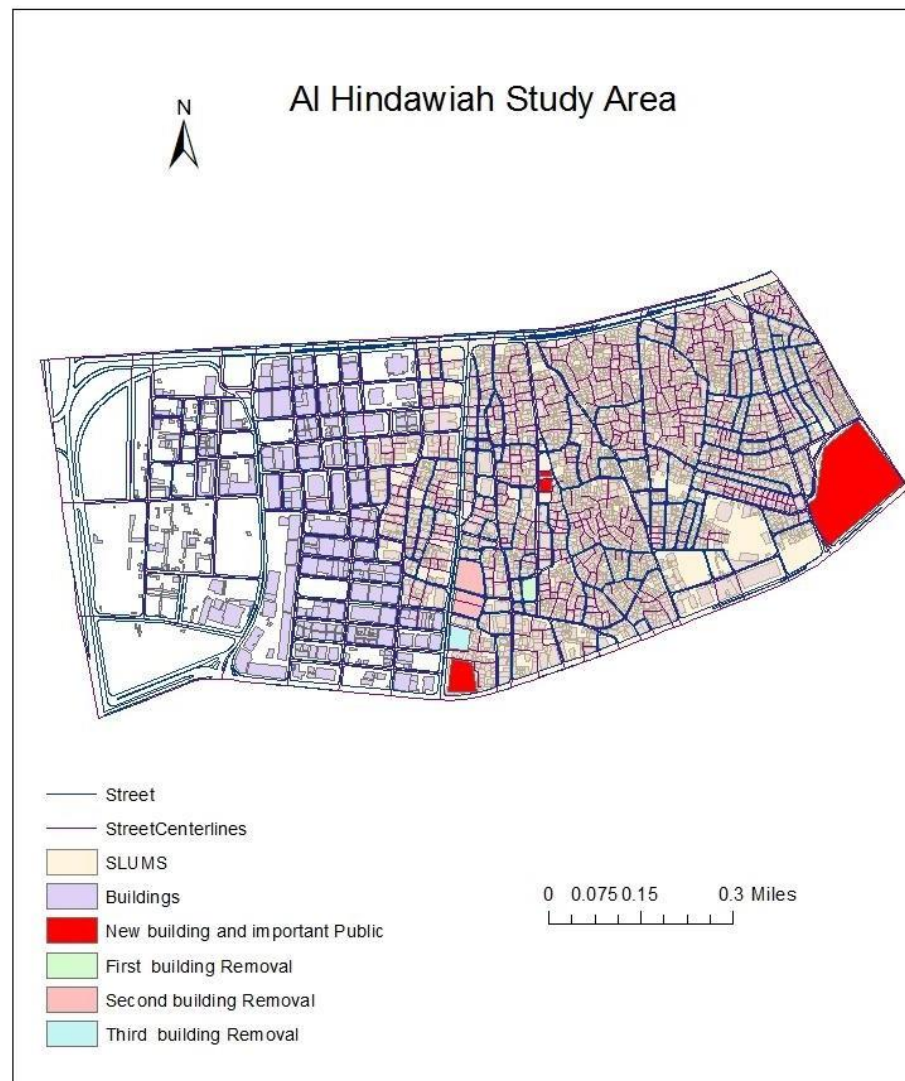 Al Hindawiah Study Area
N
Street
StreetCenterlines
SLUMS
Buildings
New building and important Public
First building Removal
Second building Removal
Third building Removal
0 0.075 0.15 0.3 Miles